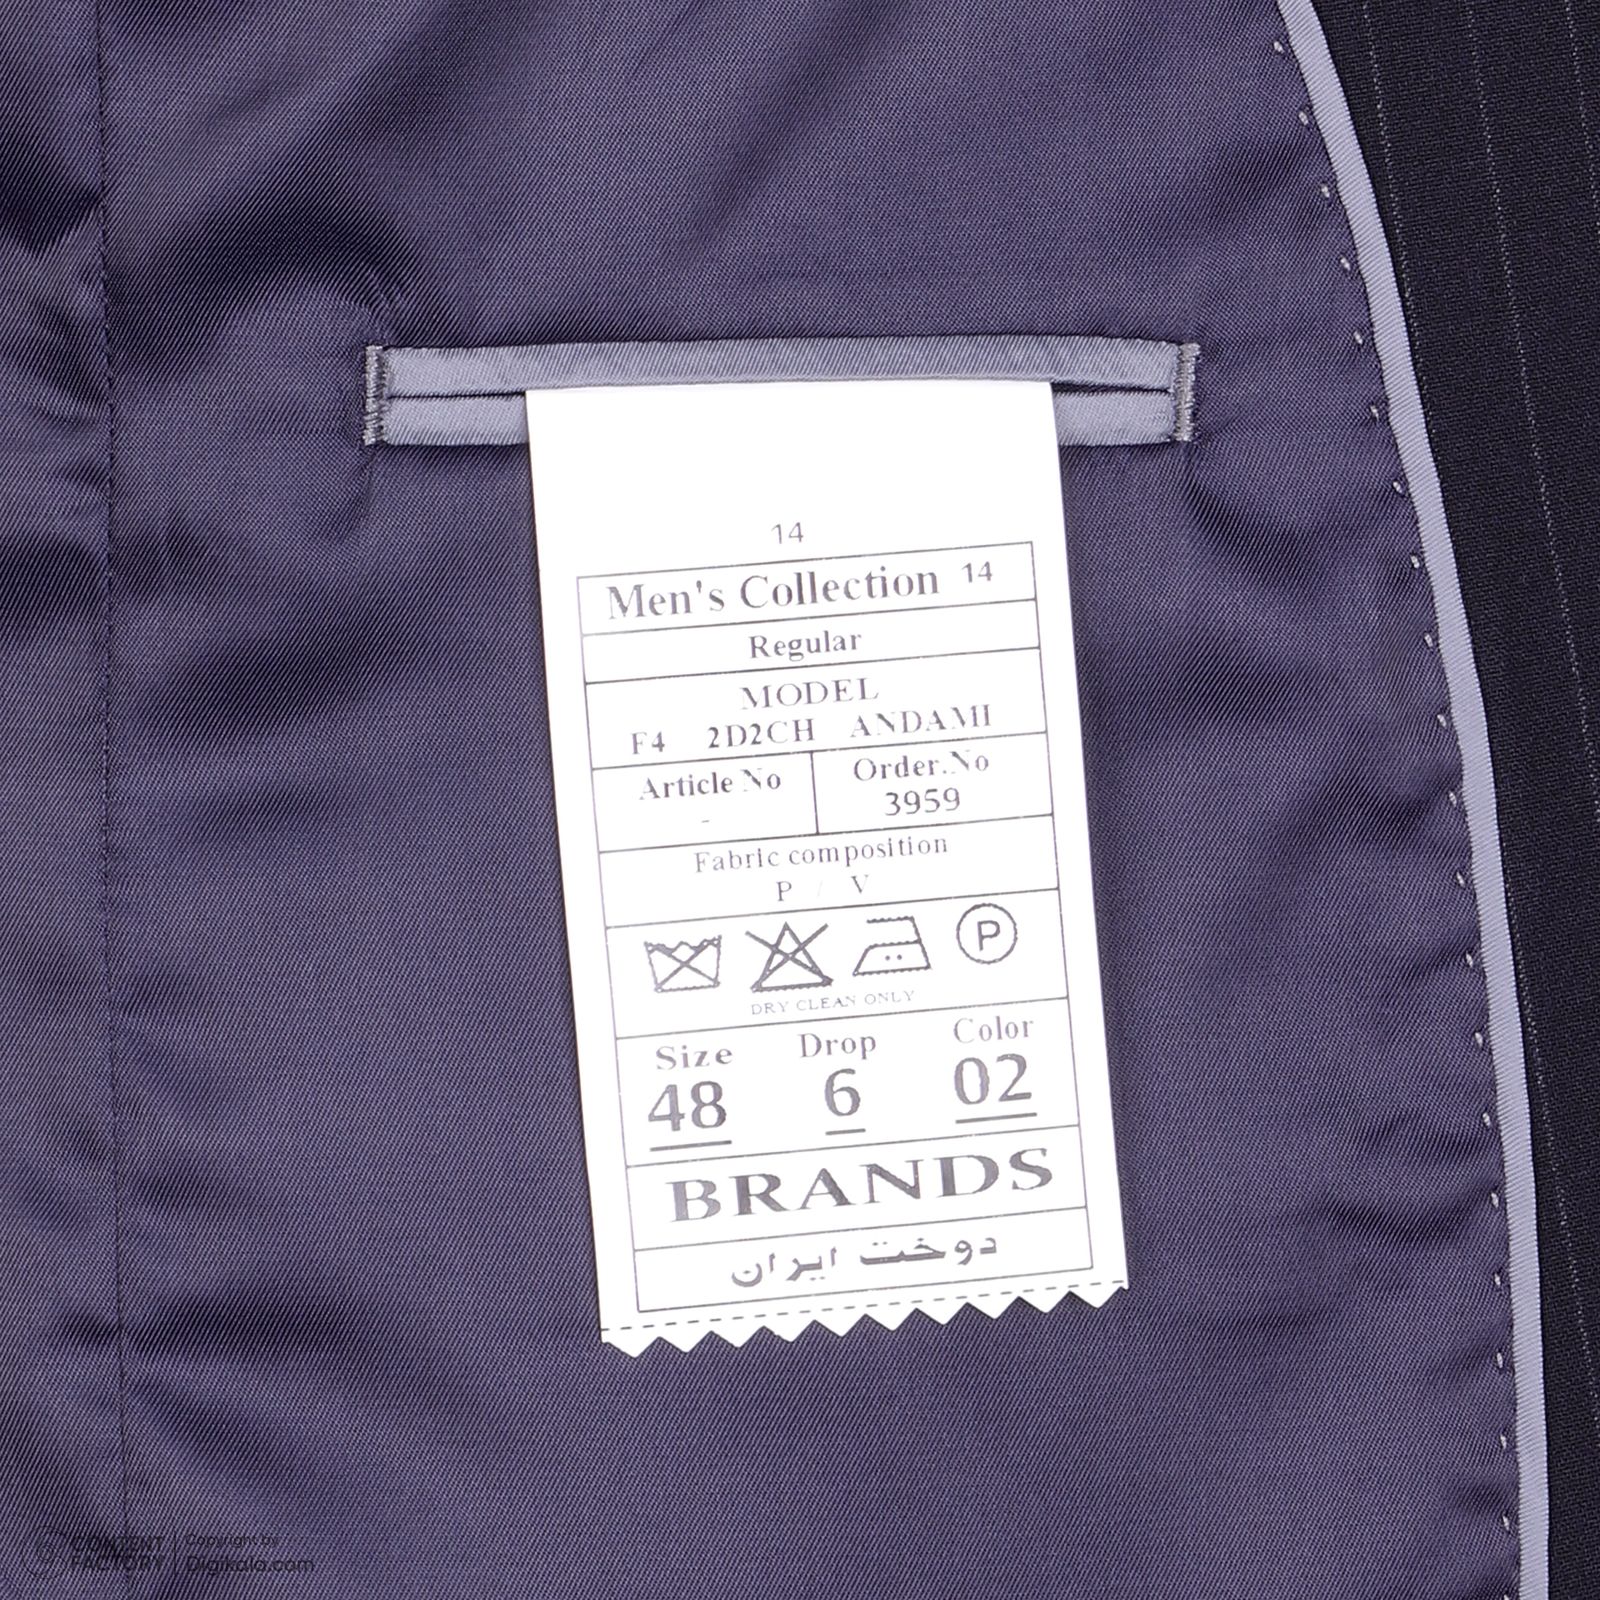 14
Men's Collection 14
Regular
MODEL
F4 2D2CH ANDAMI
Article No
-
Order.No
3959
Fabric composition
P / V
P
DRY CLEAN ONLY
Size Drop Color
48 6 02
BRANDS
دوخت ایران
CONTENT FACTORY
Copyright by
Digikala.com